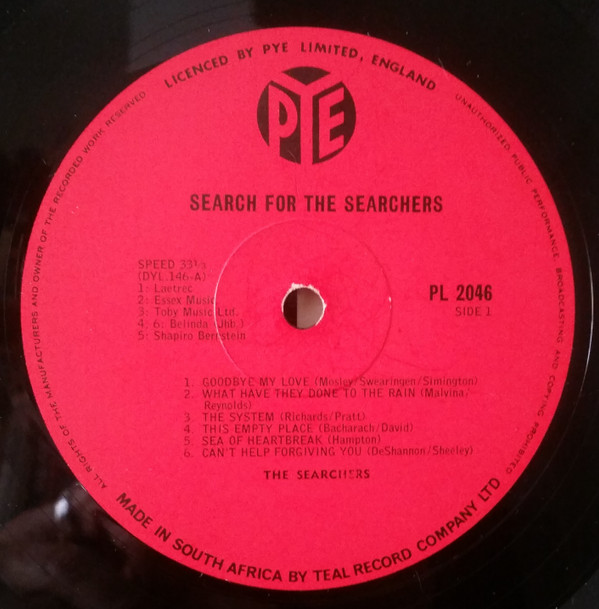 LICENCED BY PYE LIMITED, ENGLAND
UNAUTHORIZED PUBLIC PERFORMANCE, BROADCASTING AND COPYING PROHIBITED
ALL RIGHTS OF THE MANUFACTURERS AND OWNER OF THE RECORDED WORK RESERVED
PYE
SEARCH FOR THE SEARCHERS
SPEED 33⅓
(DYL.146-A)
1: Laetrec
2: Essex Music
3: Toby Music Ltd.
4: 6: Belinda (Jhb.)
5: Shapiro Bernstein
PL 2046
SIDE 1
1. GOODBYE MY LOVE (Mosley/Swearingen/Simington)
2. WHAT HAVE THEY DONE TO THE RAIN (Malvina
Reynolds)
3. THE SYSTEM (Richards/Pratt)
4. THIS EMPTY PLACE (Bacharach/David)
5. SEA OF HEARTBREAK (Hampton)
6. CAN'T HELP FORGIVING YOU (DeShannon/Sheeley)
THE SEARCHERS
MADE IN SOUTH AFRICA BY TEAL RECORD COMPANY LTD